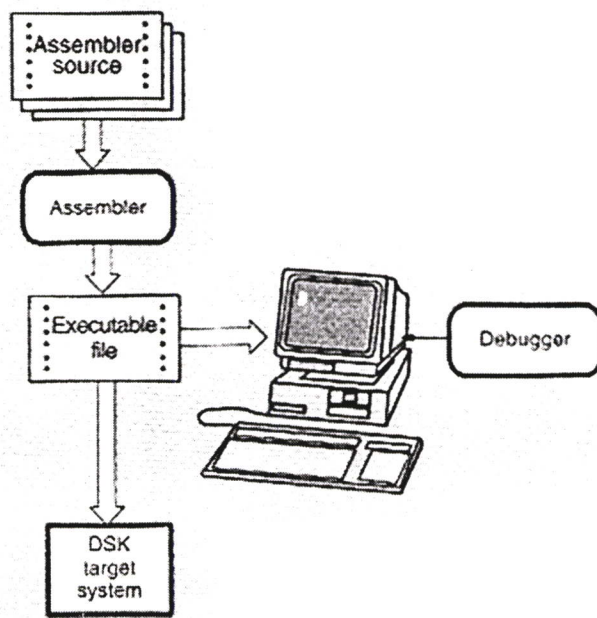 Assembler
source
Assembler
Executable
file
Debugger
DSK
target
system